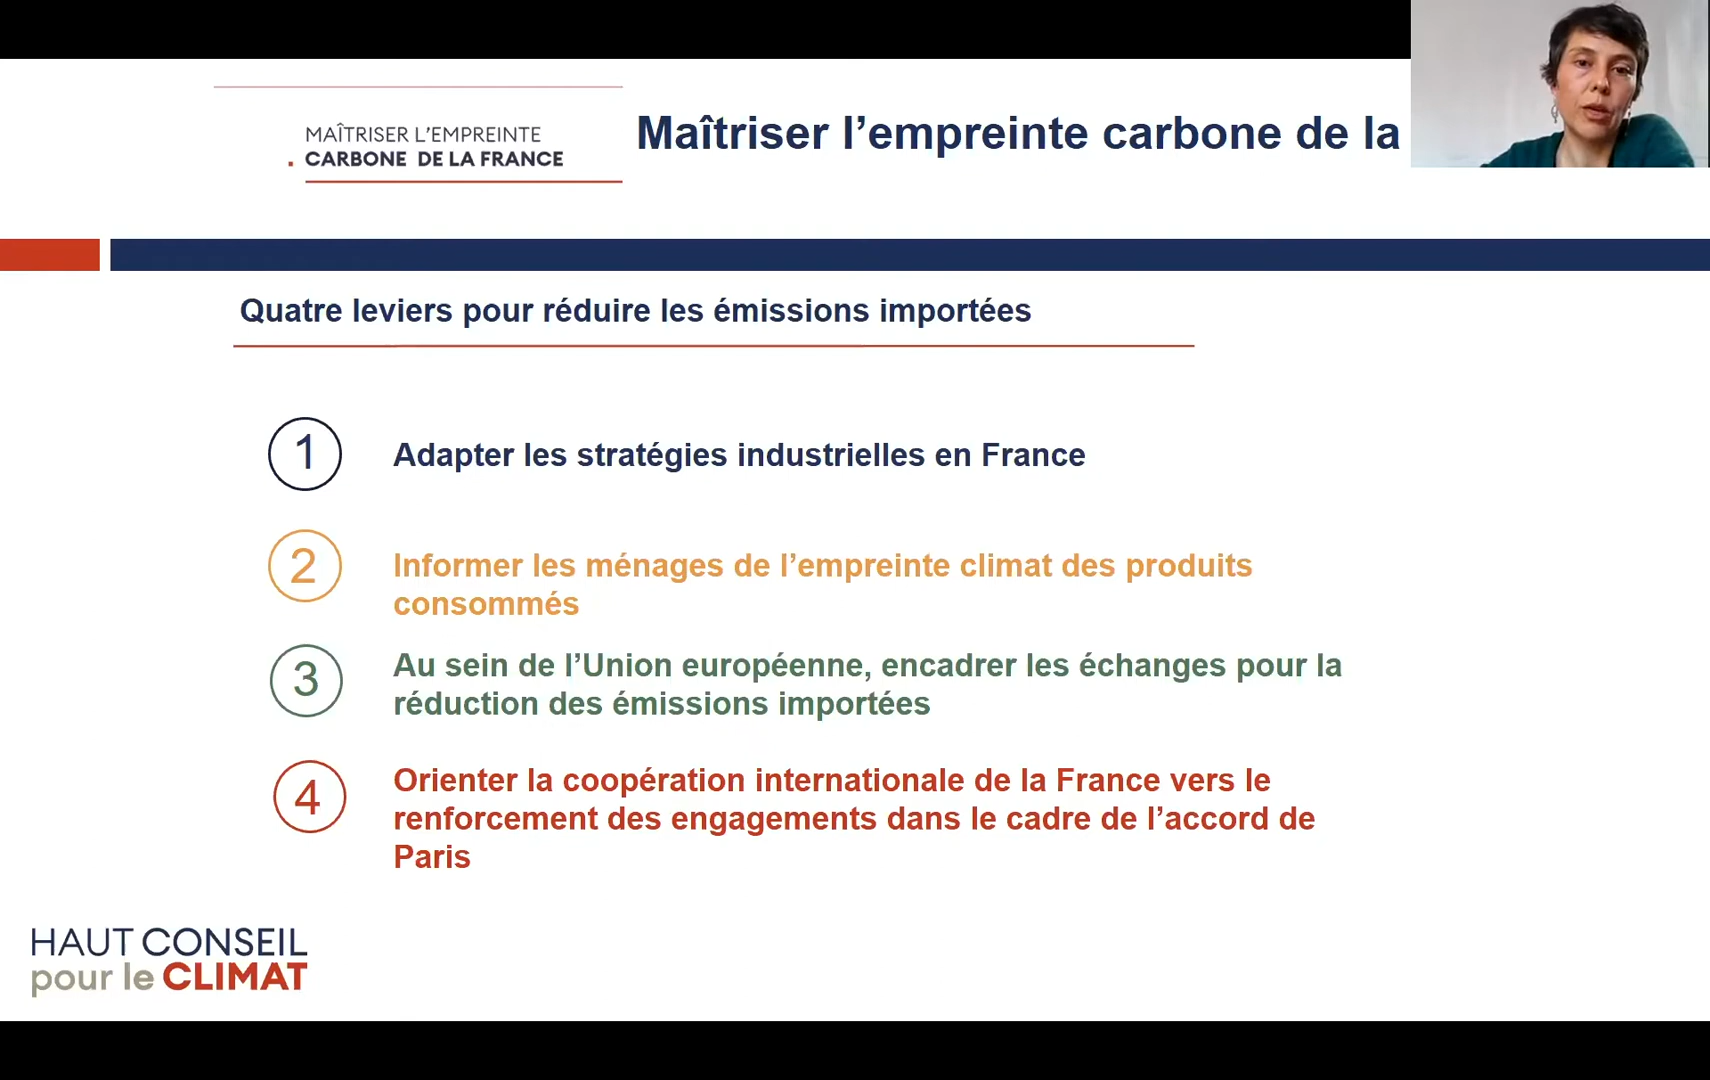 MAÎTRISER L’EMPREINTE
. CARBONE DE LA FRANCE
Maîtriser l’empreinte carbone de la
Quatre leviers pour réduire les émissions importées
1 Adapter les stratégies industrielles en France
2 Informer les ménages de l’empreinte climat des produits
consommés
3 Au sein de l’Union européenne, encadrer les échanges pour la
réduction des émissions importées
4 Orienter la coopération internationale de la France vers le
renforcement des engagements dans le cadre de l’accord de
Paris
HAUT CONSEIL
pour le CLIMAT